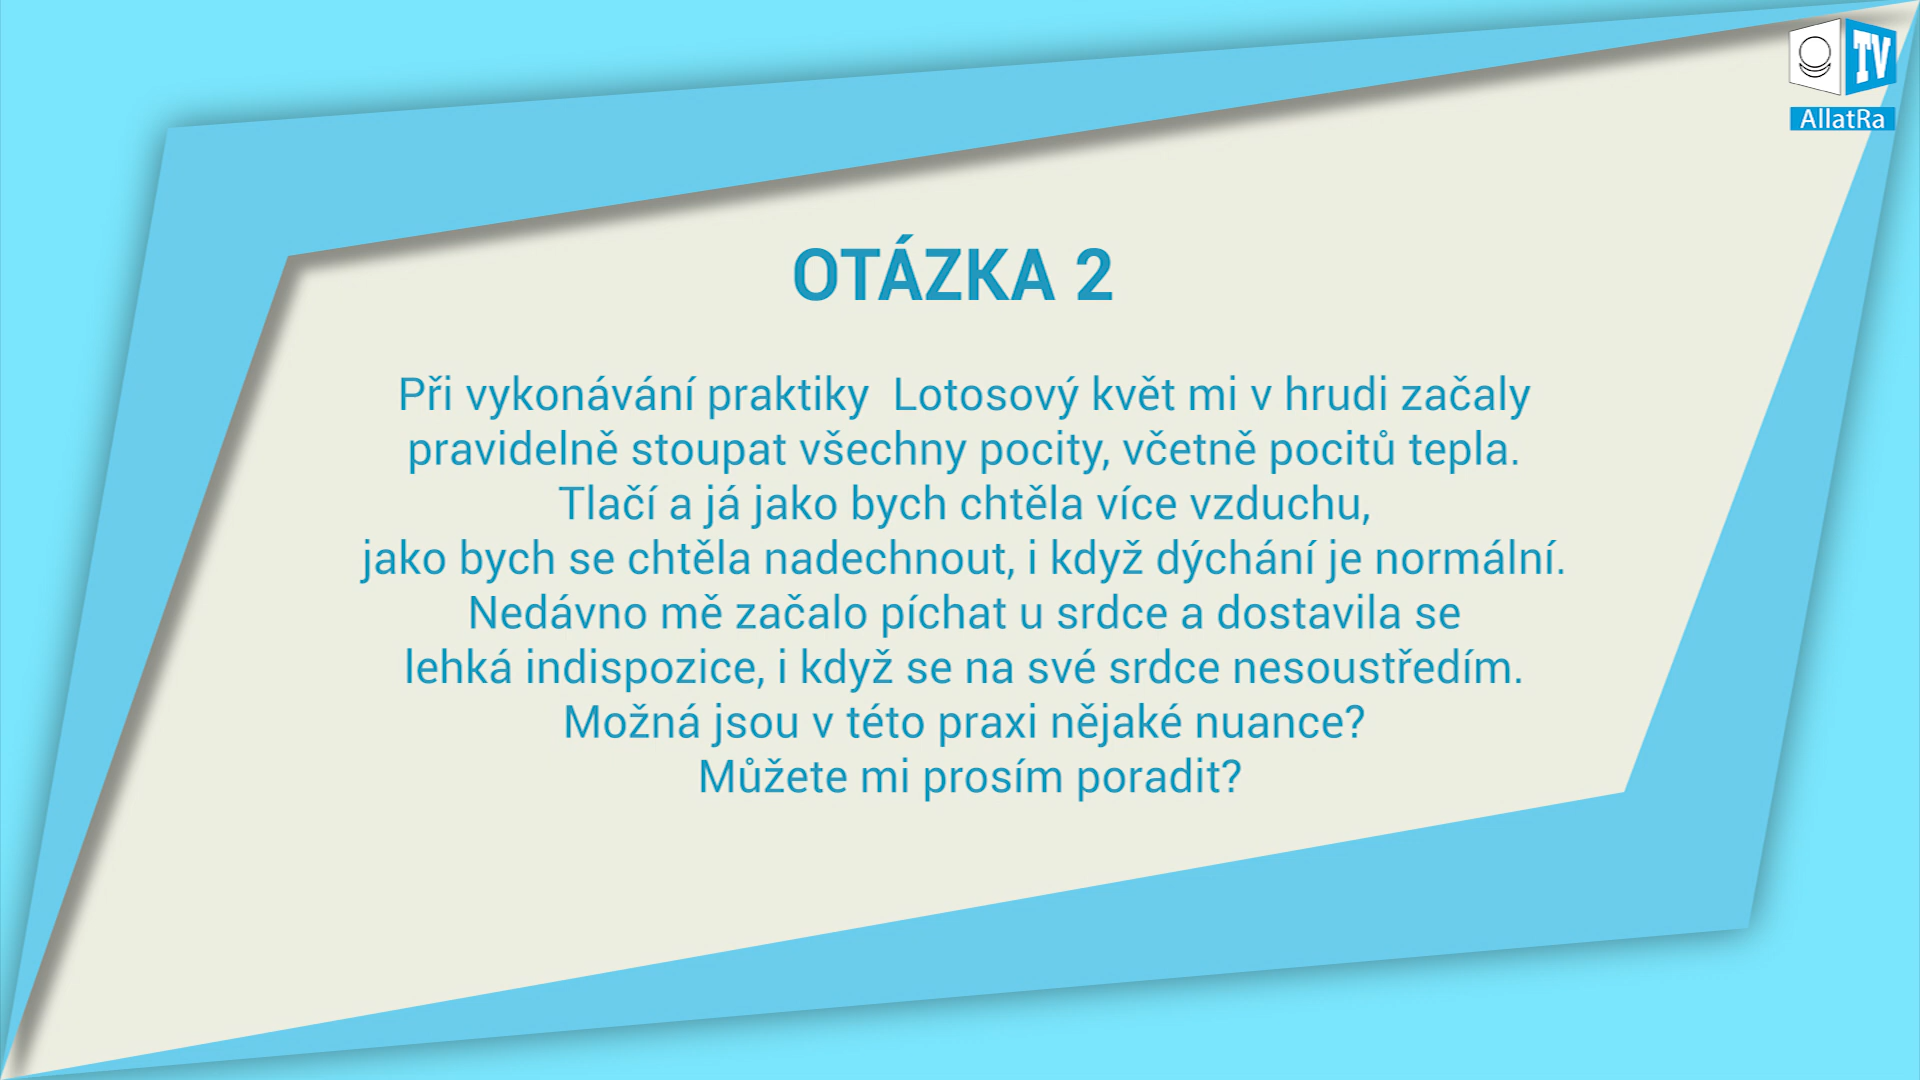 TV
AllatRa
OTÁZKA 2
Při vykonávání praktiky  Lotosový květ mi v hrudi začaly
pravidelně stoupat všechny pocity, včetně pocitů tepla.
Tlačí a já jako bych chtěla více vzduchu,
jako bych se chtěla nadechnout, i když dýchání je normální.
Nedávno mě začalo píchat u srdce a dostavila se
lehká indispozice, i když se na své srdce nesoustředím.
Možná jsou v této praxi nějaké nuance?
Můžete mi prosím poradit?